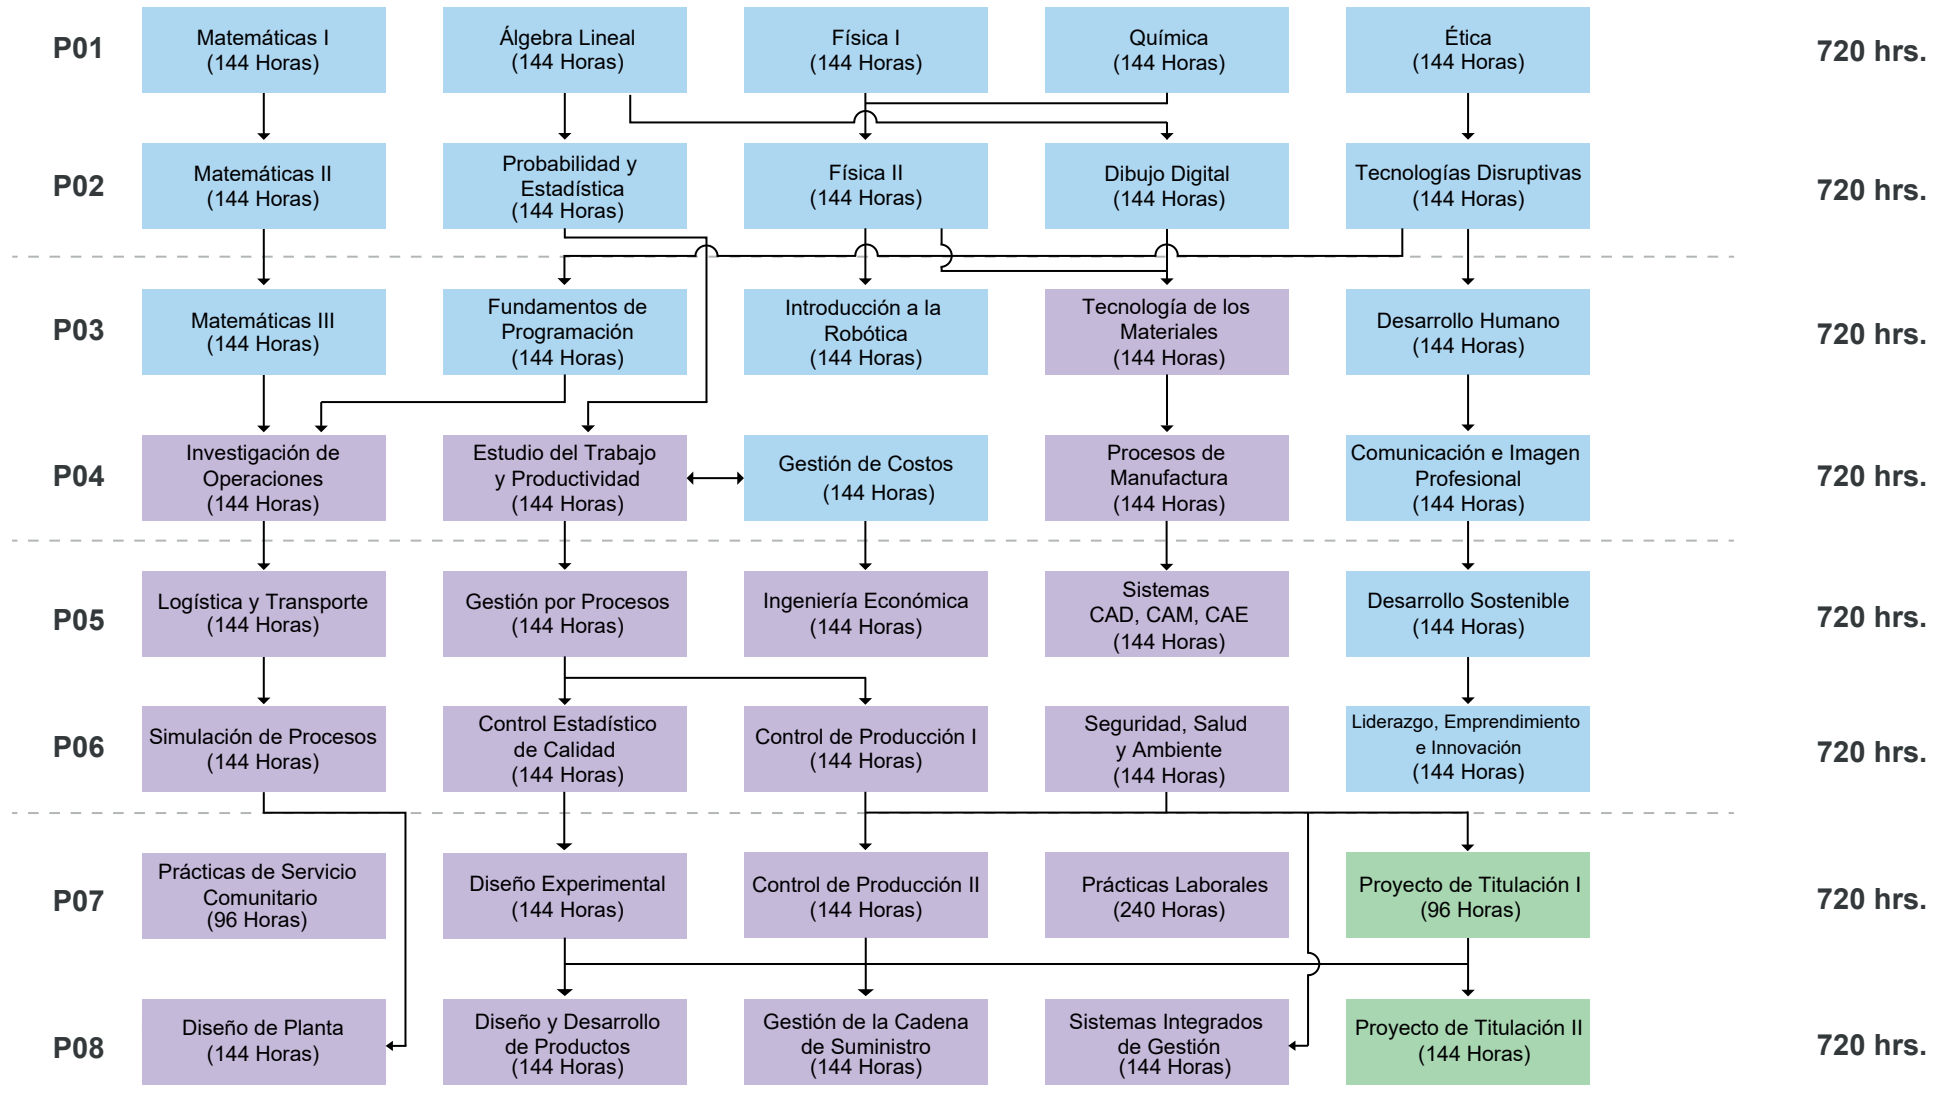 P01
Matemáticas I
(144 Horas)
Álgebra Lineal
(144 Horas)
Física I
(144 Horas)
Química
(144 Horas)
Ética
(144 Horas)
720 hrs.
P02
Matemáticas II
(144 Horas)
Probabilidad y
Estadística
(144 Horas)
Física II
(144 Horas)
Dibujo Digital
(144 Horas)
Tecnologías Disruptivas
(144 Horas)
720 hrs.
P03
Matemáticas III
(144 Horas)
Fundamentos de
Programación
(144 Horas)
Introducción a la
Robótica
(144 Horas)
Tecnología de los
Materiales
(144 Horas)
Desarrollo Humano
(144 Horas)
720 hrs.
P04
Investigación de
Operaciones
(144 Horas)
Estudio del Trabajo
y Productividad
(144 Horas)
Gestión de Costos
(144 Horas)
Procesos de
Manufactura
(144 Horas)
Comunicación e Imagen
Profesional
(144 Horas)
720 hrs.
P05
Logística y Transporte
(144 Horas)
Gestión por Procesos
(144 Horas)
Ingeniería Económica
(144 Horas)
Sistemas
CAD, CAM, CAE
(144 Horas)
Desarrollo Sostenible
(144 Horas)
720 hrs.
P06
Simulación de Procesos
(144 Horas)
Control Estadístico
de Calidad
(144 Horas)
Control de Producción I
(144 Horas)
Seguridad, Salud
y Ambiente
(144 Horas)
Liderazgo, Emprendimiento
e Innovación
(144 Horas)
720 hrs.
P07
Prácticas de Servicio
Comunitario
(96 Horas)
Diseño Experimental
(144 Horas)
Control de Producción II
(144 Horas)
Prácticas Laborales
(240 Horas)
Proyecto de Titulación I
(96 Horas)
720 hrs.
P08
Diseño de Planta
(144 Horas)
Diseño y Desarrollo
de Productos
(144 Horas)
Gestión de la Cadena
de Suministro
(144 Horas)
Sistemas Integrados
de Gestión
(144 Horas)
Proyecto de Titulación II
(144 Horas)
720 hrs.